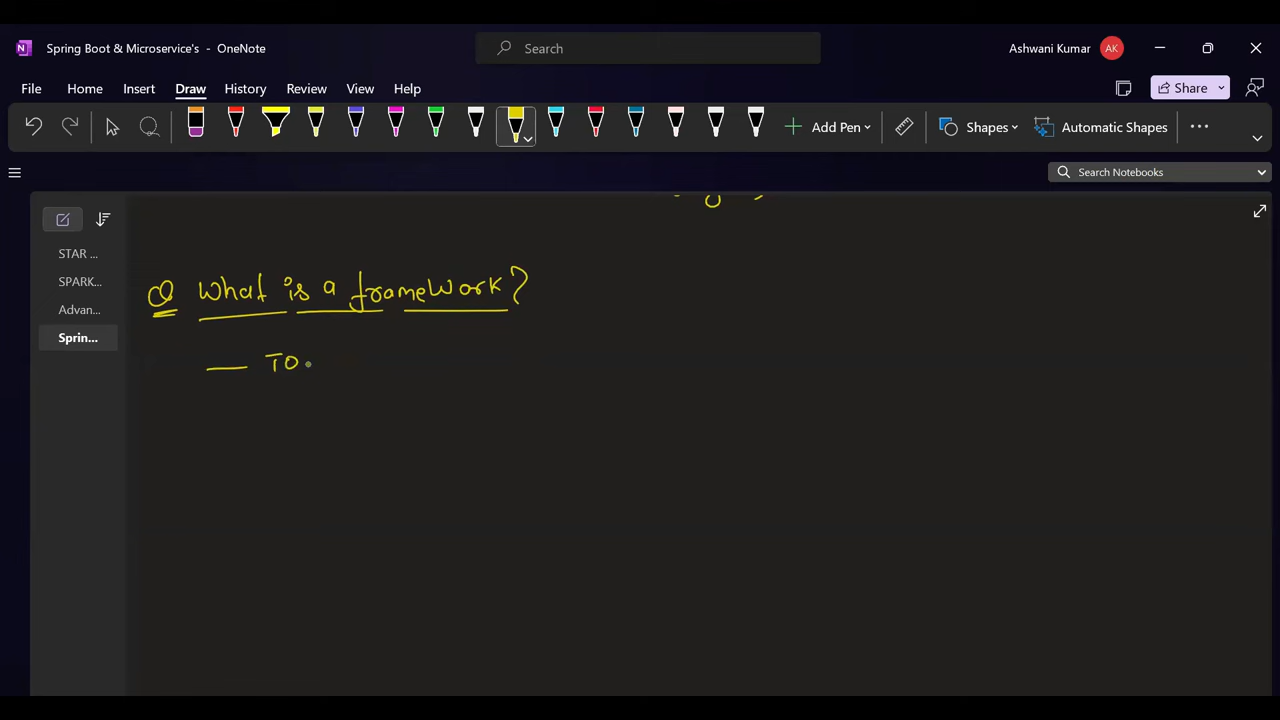 Spring Boot & Microservice's - OneNote
Search
Ashwani Kumar AK
File Home Insert Draw History Review View Help
Share
Add Pen
Shapes
Automatic Shapes
Search Notebooks
STAR ...
SPARK...
Advan...
Sprin...
Q What is a frameWork?
— TO